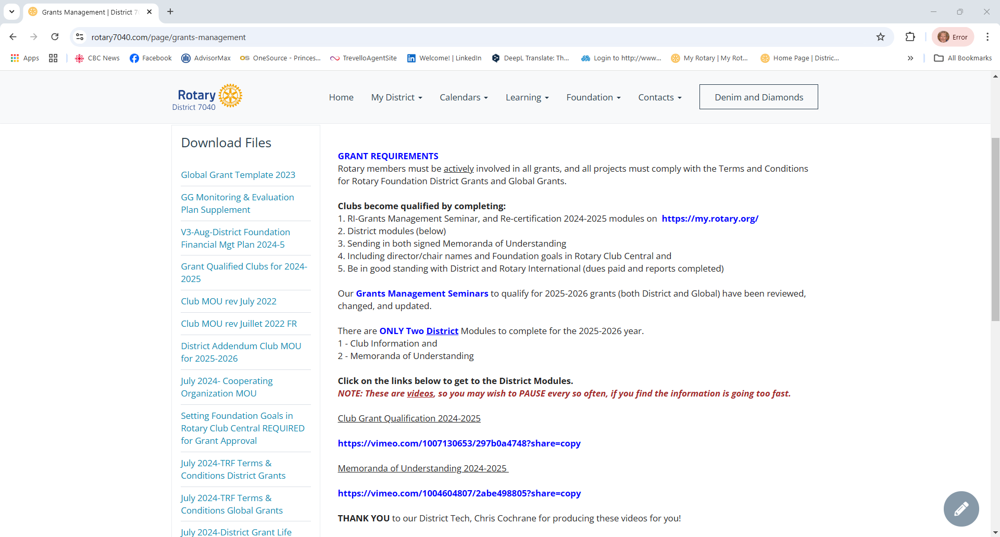 Grants Management | District 70
rotary7040.com/page/grants-management
Error
Apps
CBC News
Facebook
AdvisorMax
OneSource - Princes...
TrevelloAgentSite
Welcome! | LinkedIn
DeepL Translate: Th...
Login to http://www...
My Rotary | My Rot...
Home Page | Distric...
All Bookmarks
Rotary
District 7040
Home
My District
Calendars
Learning
Foundation
Contacts
Denim and Diamonds
Download Files
Global Grant Template 2023
GG Monitoring & Evaluation
Plan Supplement
V3-Aug-District Foundation
Financial Mgt Plan 2024-5
Grant Qualified Clubs for 2024-
2025
Club MOU rev July 2022
Club MOU rev Juillet 2022 FR
District Addendum Club MOU
for 2025-2026
July 2024- Cooperating
Organization MOU
Setting Foundation Goals in
Rotary Club Central REQUIRED
for Grant Approval
July 2024-TRF Terms &
Conditions District Grants
July 2024-TRF Terms &
Conditions Global Grants
July 2024-District Grant Life
GRANT REQUIREMENTS
Rotary members must be actively involved in all grants, and all projects must comply with the Terms and Conditions
for Rotary Foundation District Grants and Global Grants.
Clubs become qualified by completing:
1. RI-Grants Management Seminar, and Re-certification 2024-2025 modules on https://my.rotary.org/
2. District modules (below)
3. Sending in both signed Memoranda of Understanding
4. Including director/chair names and Foundation goals in Rotary Club Central and
5. Be in good standing with District and Rotary International (dues paid and reports completed)
Our Grants Management Seminars to qualify for 2025-2026 grants (both District and Global) have been reviewed,
changed, and updated.
There are ONLY Two District Modules to complete for the 2025-2026 year.
1 - Club Information and
2 - Memoranda of Understanding
Click on the links below to get to the District Modules.
NOTE: These are videos, so you may wish to PAUSE every so often, if you find the information is going too fast.
Club Grant Qualification 2024-2025
https://vimeo.com/1007130653/297b0a4748?share=copy
Memoranda of Understanding 2024-2025
https://vimeo.com/1004604807/2abe498805?share=copy
THANK YOU to our District Tech, Chris Cochrane for producing these videos for you!